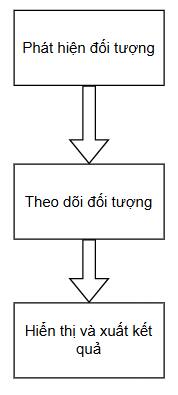 Phát hiện đối tượng
Theo dõi đối tượng
Hiển thị và xuất kết
quả